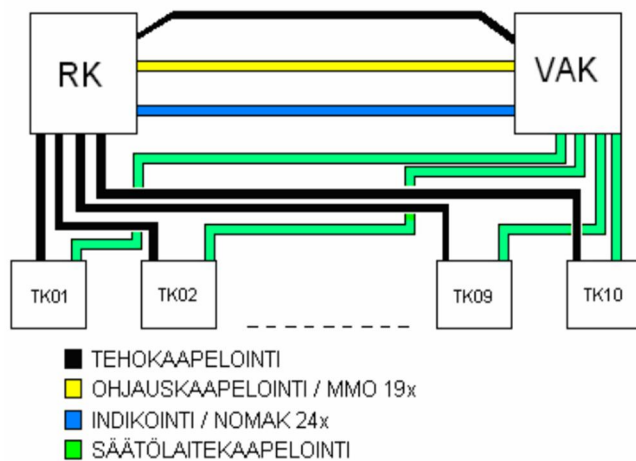 RK
VAK
TK01
TK02
TK09
TK10
TEHOKAAPELOINTI
OHJAUSKAAPELOINTI / MMO 19x
INDIKOINTI / NOMAK 24x
SÄÄTÖLAITEKAAPELOINTI